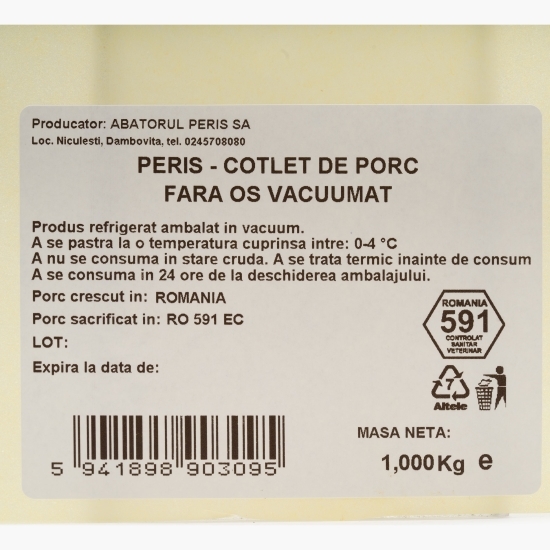 Producator: ABATORUL PERIS SA
Loc. Niculesti, Dambovita, tel. 0245708080
PERIS - COTLET DE PORC
FARA OS VACUUMAT
Produs refrigerat ambalat in vacuum.
A se pastra la o temperatura cuprinsa intre: 0-4 °C
A nu se consuma in stare cruda. A se trata termic inainte de consum
A se consuma in 24 ore de la deschiderea ambalajului.
Porc crescut in: ROMANIA
Porc sacrificat in: RO 591 EC
LOT:
Expira la data de:
ROMANIA
591
CONTROLAT
SANITAR
VETERINAR
7
Altele
MASA NETA:
1,000Kg e
5 941898 903095